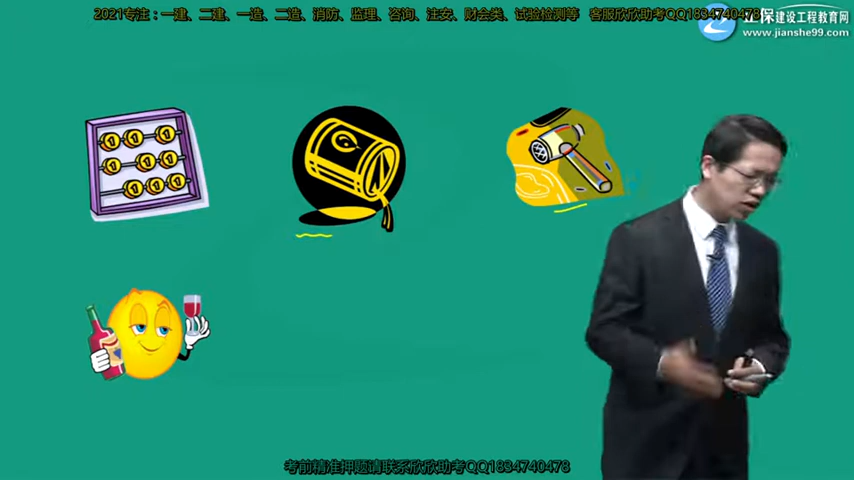 2021专注：一建、二建、一造、二造、消防、监理、咨询、注安、财会类、试验检测等 客服欣欣助考QQ1834740478
建设工程教育网
www.jianshe99.com
考前精准押题请联系欣欣助考QQ1834740478